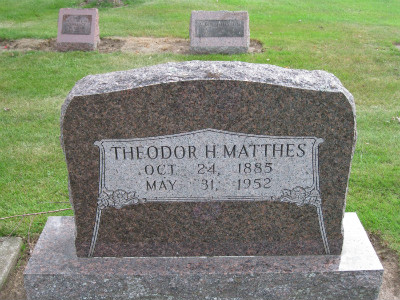 THEODOR H. MATTHES
OCT 24, 1885
MAY 31, 1952